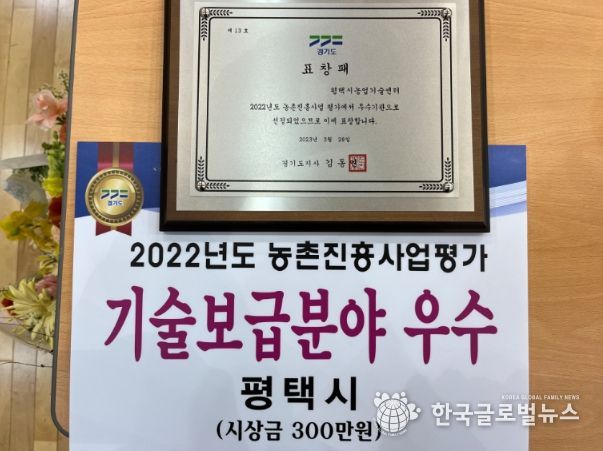 제 13 호
경기도
표 창 패
평택시농업기술센터
2022년도 농촌진흥사업 평가에서 우수기관으로
선정되었으므로 이에 표창합니다.
2023년 3월 28일
경기도지사 김 동 연
경기도
2022년도 농촌진흥사업평가
기술보급분야 우수
평택시
(시상금 300만원)
KOREA GLOBAL FAMILY NEWS
한국글로벌뉴스